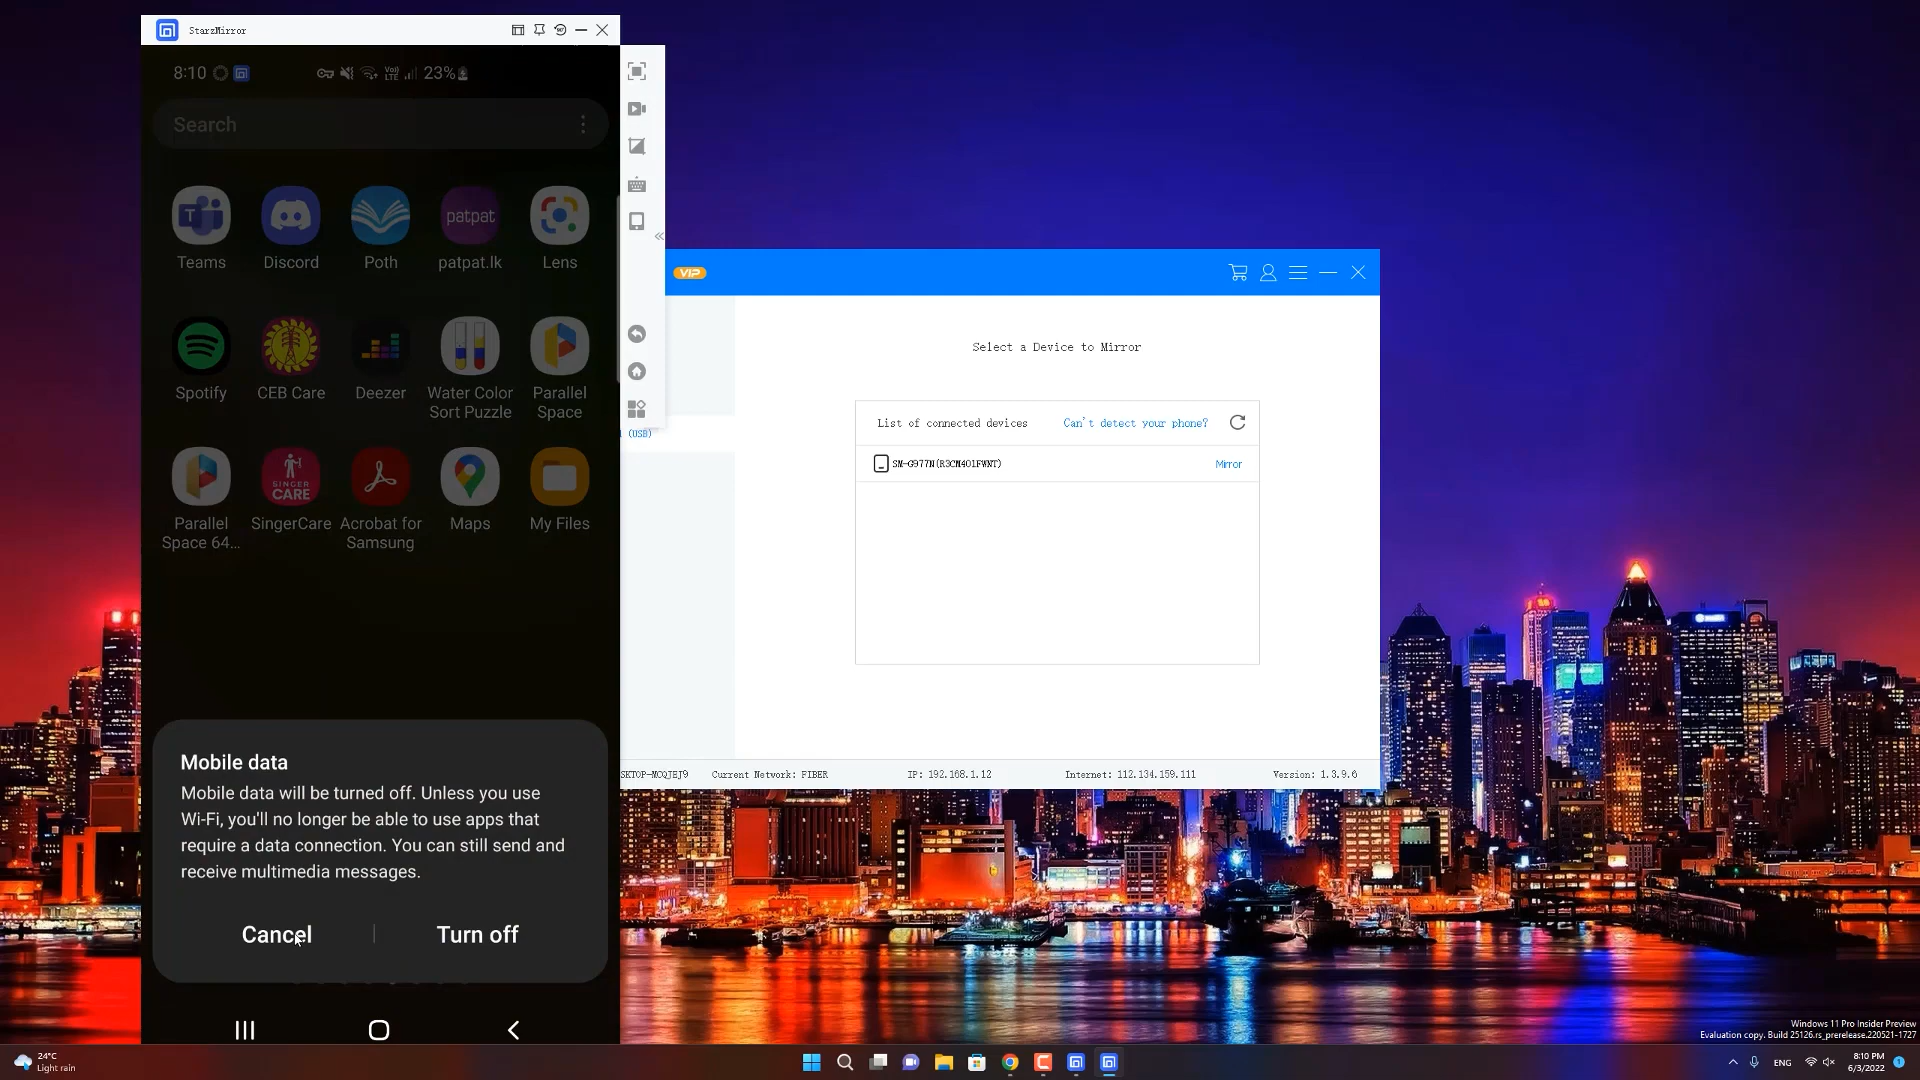 StarzMirror
8:10
Vo)
LTE
23%
Search
Teams
Discord
Poth
patpat
patpat.lk
Lens
Spotify
CEB Care
Deezer
Water Color
Sort Puzzle
Parallel
Space
SINGER
CARE
Parallel
Space 64...
SingerCare
Acrobat for
Samsung
Maps
My Files
Mobile data
Mobile data will be turned off. Unless you use
Wi-Fi, you'll no longer be able to use apps that
require a data connection. You can still send and
receive multimedia messages.
Cancel
Turn off
VIP
(USB)
Select a Device to Mirror
List of connected devices
Can't detect your phone?
SM-G977N(R3CM401FWNT)
Mirror
SKTOP-MCQJEJ9
Current Network: FIBER
IP: 192.168.1.12
Internet: 112.134.159.111
Version: 1.3.9.6
Windows 11 Pro Insider Preview
Evaluation copy. Build 25126.rs_prerelease.220521-1727
24°C
Light rain
ENG
8:10 PM
6/3/2022
1